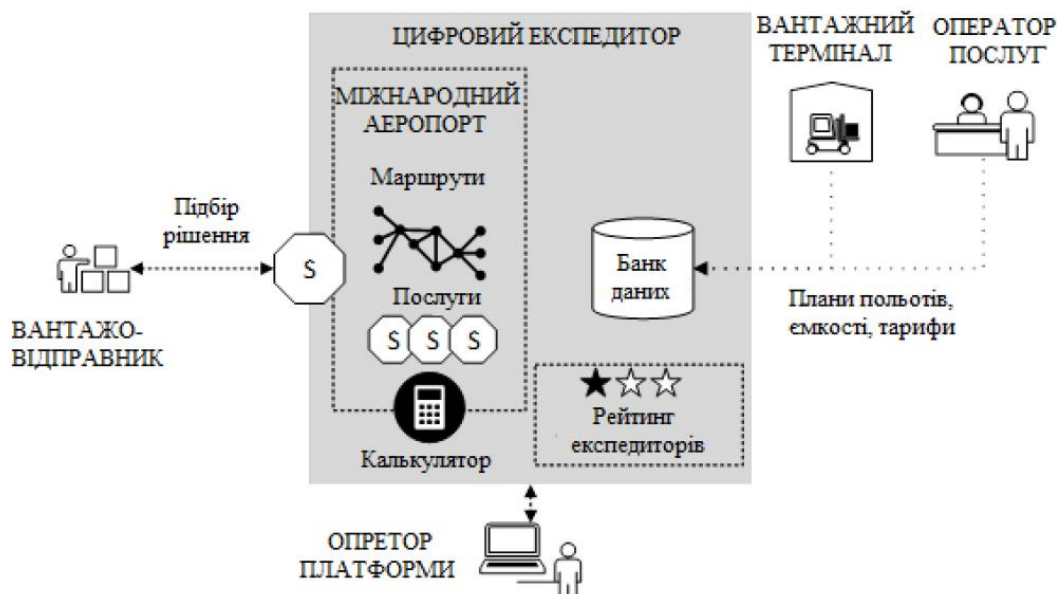 ЦИФРОВИЙ ЕКСПЕДИТОР
ВАНТАЖНИЙ
ТЕРМІНАЛ
ОПЕРАТОР
ПОСЛУГ
МІЖНАРОДНИЙ
АЕРОПОРТ
Маршрути
Підбір
рішення
S
Послуги
S S S
Банк
даних
Плани польотів,
ємкості, тарифи
ВАНТАЖО-
ВІДПРАВНИК
Калькулятор
Рейтинг
експедиторів
ОПРЕТОР
ПЛАТФОРМИ